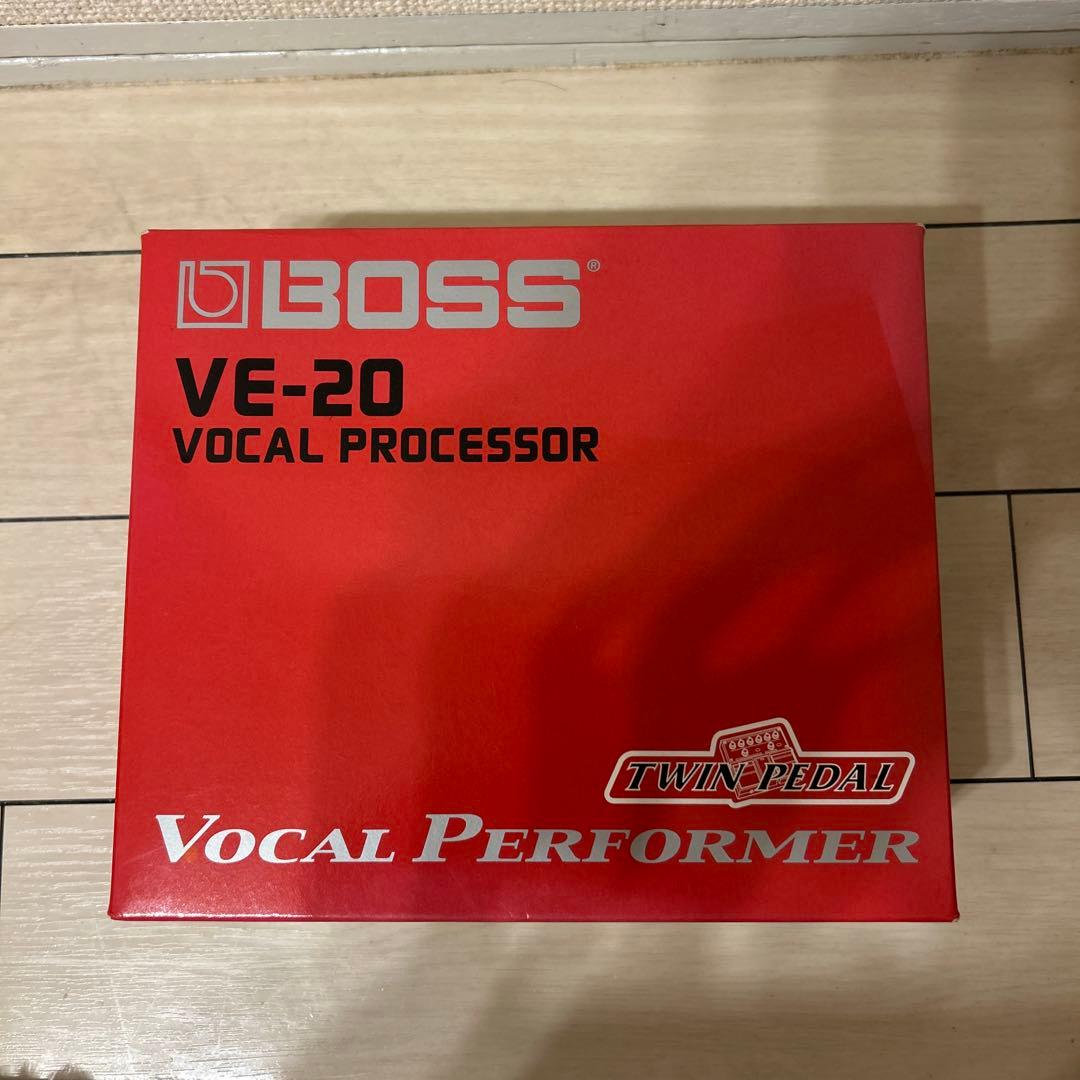 BOSS®
VE-20
VOCAL PROCESSOR
TWIN PEDAL
VOCAL PERFORMER